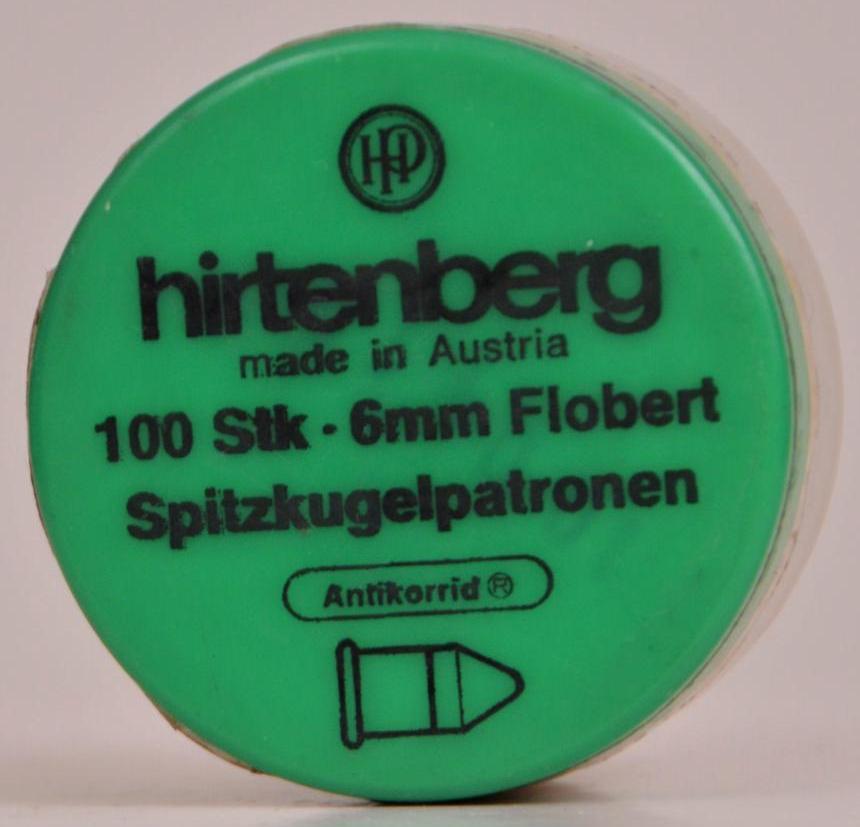 HP
hirtenberg
made in Austria
100 Stk · 6mm Flobert
Spitzkugelpatronen
Antikorrid ®